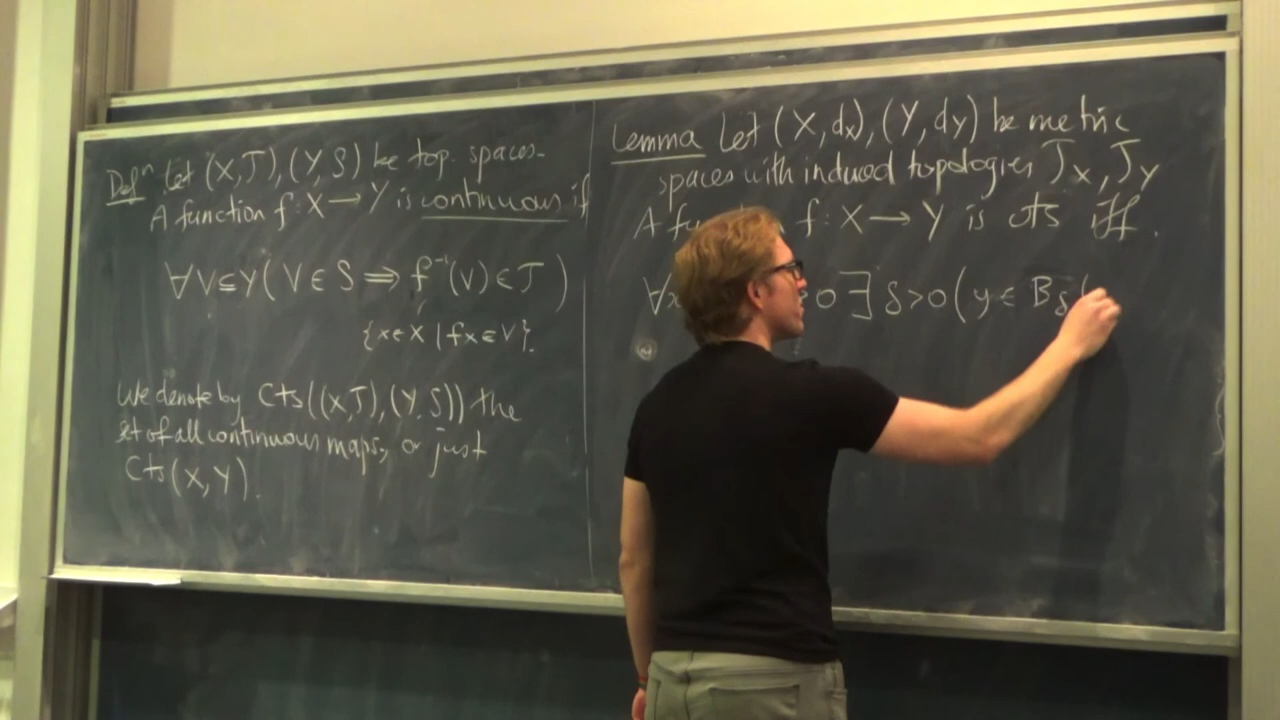 Defⁿ Let (X,T), (Y,S) be top. spaces.
A function f: X → Y is continuous if
∀V⊆Y( V ∈ S ⟹ f⁻¹(V) ∈ T )
{x∈X | fx∈V}.
We denote by Cts((X,T),(Y,S)) the
set of all continuous maps, or just
Cts(X,Y).
Lemma Let (X,dx), (Y,dy) be metric
spaces with induced topologies Tx, Ty
A f: X → Y is cts iff.
∀x 0 ∃ δ>0 ( y ∈ Bδ(